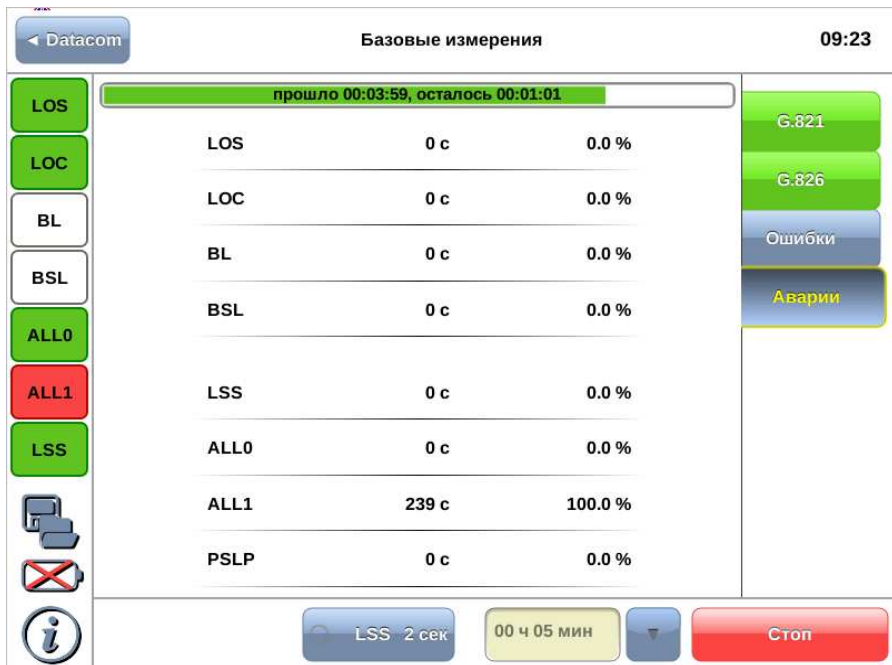 ◄ Datacom Базовые измерения 09:23
прошло 00:03:59, осталось 00:01:01
LOS
LOC
BL
BSL
ALL0
ALL1
LSS
LOS 0 с 0.0 %
LOC 0 с 0.0 %
BL 0 с 0.0 %
BSL 0 с 0.0 %
LSS 0 с 0.0 %
ALL0 0 с 0.0 %
ALL1 239 с 100.0 %
PSLP 0 с 0.0 %
G.821
G.826
Ошибки
Аварии
i
LSS 2 сек 00 ч 05 мин ▼ Стоп